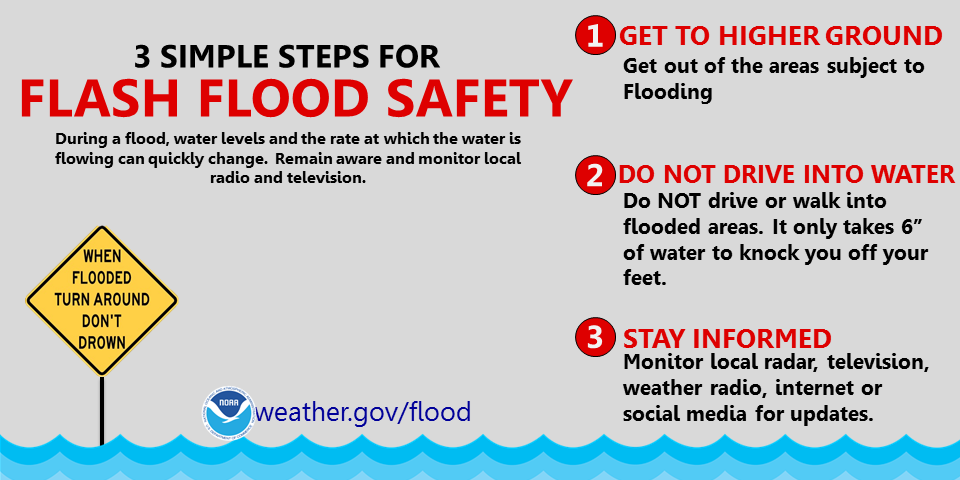 3 SIMPLE STEPS FOR
FLASH FLOOD SAFETY
During a flood, water levels and the rate at which the water is
flowing can quickly change. Remain aware and monitor local
radio and television.
WHEN
FLOODED
TURN AROUND
DON'T
DROWN
NOAA
weather.gov/flood
1 GET TO HIGHER GROUND
Get out of the areas subject to
Flooding
2 DO NOT DRIVE INTO WATER
Do NOT drive or walk into
flooded areas. It only takes 6”
of water to knock you off your
feet.
3 STAY INFORMED
Monitor local radar, television,
weather radio, internet or
social media for updates.